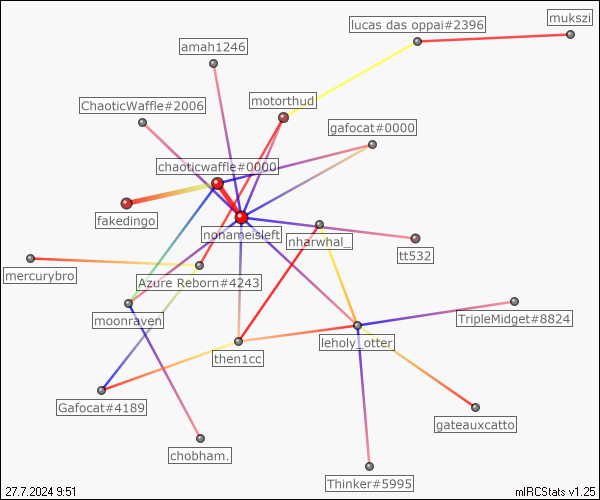 mukszi
lucas das oppai#2396
amah1246
motorthud
ChaoticWaffle#2006
gafocat#0000
chaoticwaffle#0000
fakedingo
nonameisleft
nharwhal_
tt532
mercurybro
Azure Reborn#4243
moonraven
TripleMidget#8824
leholy_otter
then1cc
Gafocat#4189
gateauxcatto
chobham.
Thinker#5995
27.7.2024 9:51
mIRCStats v1.25